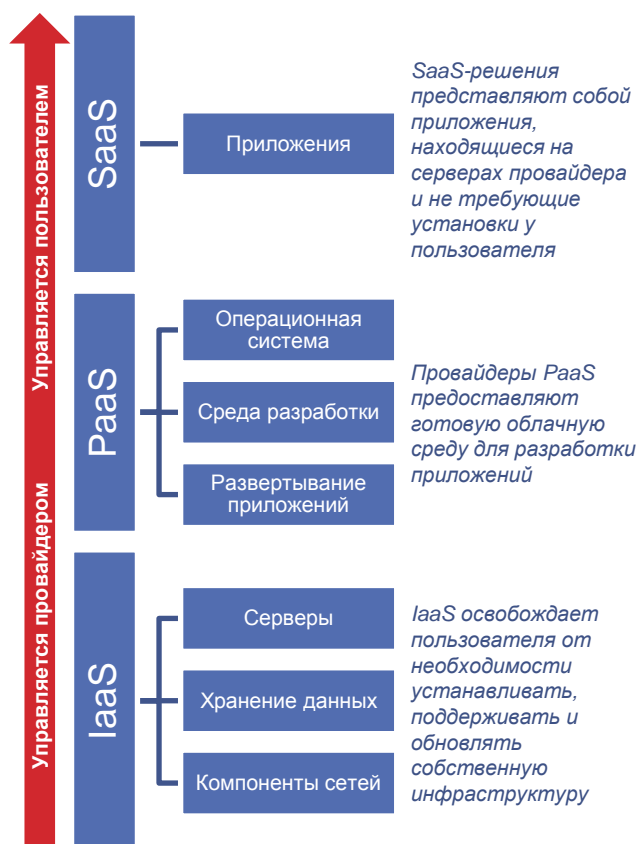 Управляется пользователем
Управляется провайдером
SaaS
Приложения
SaaS-решения
представляют собой
приложения,
находящиеся на
серверах провайдера
и не требующие
установки у
пользователя
PaaS
Операционная
система
Среда разработки
Развертывание
приложений
Провайдеры PaaS
предоставляют
готовую облачную
среду для разработки
приложений
IaaS
Серверы
Хранение данных
Компоненты сетей
IaaS освобождает
пользователя от
необходимости
устанавливать,
поддерживать и
обновлять
собственную
инфраструктуру